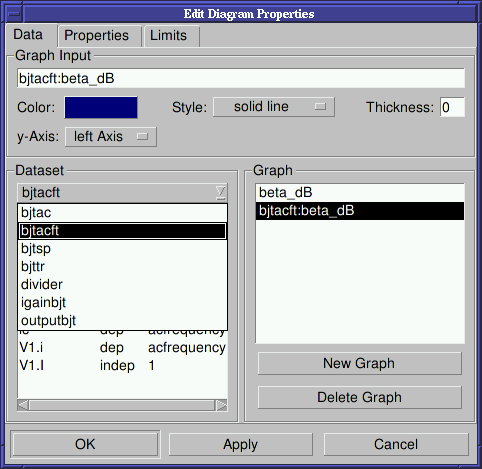 Edit Diagram Properties
Data Properties Limits
Graph Input
bjtacft:beta_dB
Color: Style: solid line Thickness: 0
y-Axis: left Axis
Dataset
bjtacft
bjtac
bjtacft
bjtsp
bjttr
divider
igainbjt
outputbjt
dep acfrequency
V1.i dep acfrequency
V1.I indep 1
Graph
beta_dB
bjtacft:beta_dB
New Graph
Delete Graph
OK Apply Cancel